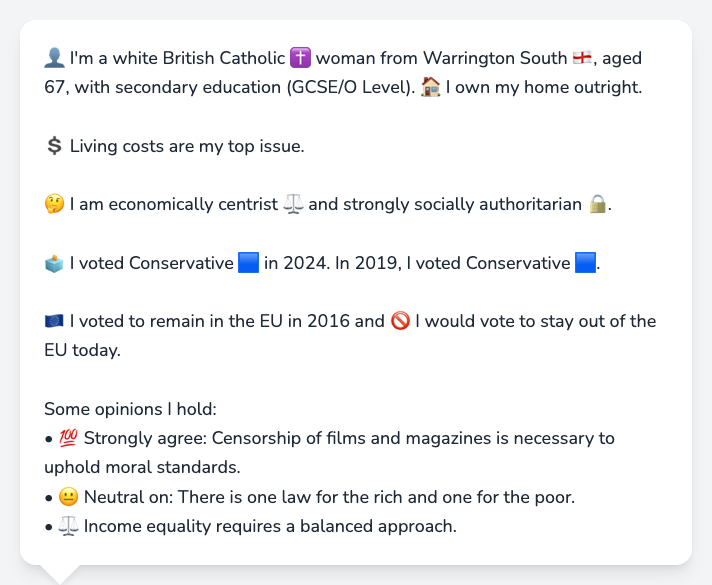 👤 I'm a white British Catholic ✝️ woman from Warrington South 🏴󠁧󠁢󠁥󠁮󠁧󠁿, aged
67, with secondary education (GCSE/O Level). 🏠 I own my home outright.
💲 Living costs are my top issue.
🤔 I am economically centrist ⚖️ and strongly socially authoritarian 🔒.
🗳️ I voted Conservative 🟦 in 2024. In 2019, I voted Conservative 🟦.
🇪🇺 I voted to remain in the EU in 2016 and 🚫 I would vote to stay out of the
EU today.
Some opinions I hold:
• 💯 Strongly agree: Censorship of films and magazines is necessary to
uphold moral standards.
• 😐 Neutral on: There is one law for the rich and one for the poor.
• ⚖️ Income equality requires a balanced approach.